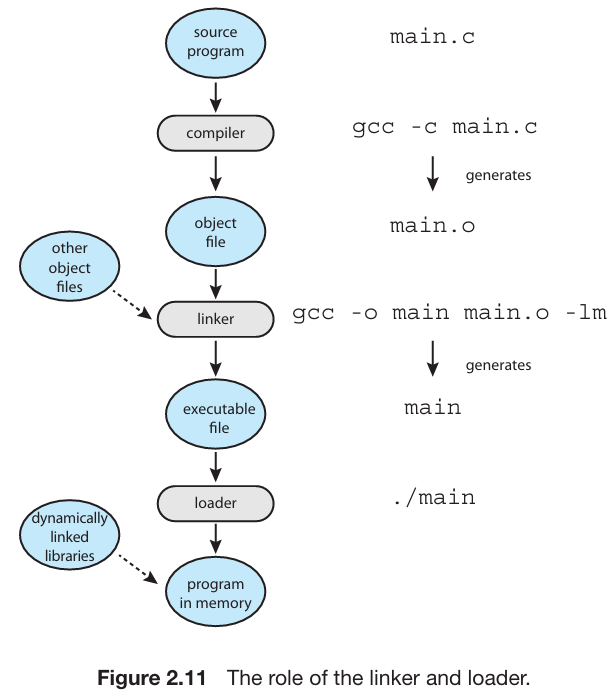 source
program
main.c
compiler
gcc -c main.c
generates
object
file
main.o
other
object
files
linker
gcc -o main main.o -lm
generates
executable
file
main
loader
./main
dynamically
linked
libraries
program
in memory
Figure 2.11 The role of the linker and loader.